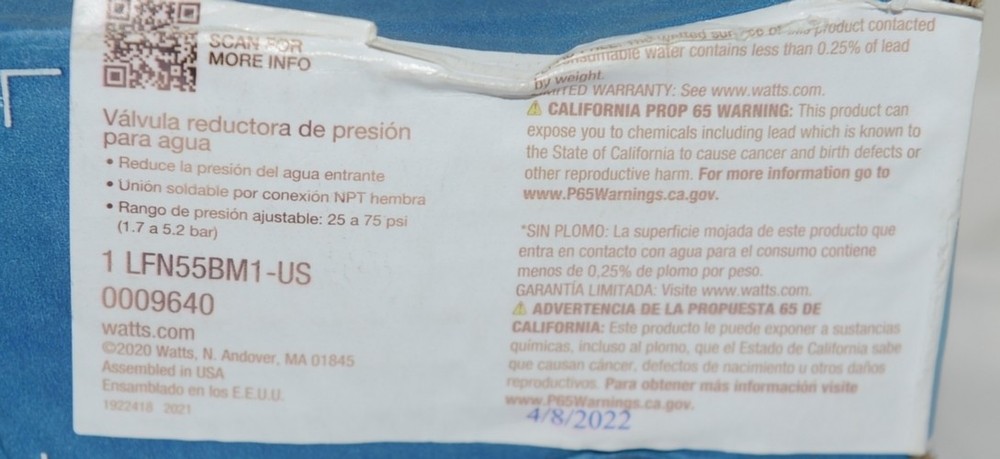 SCAN FOR
MORE INFO
Válvula reductora de presión
para agua
• Reduce la presión del agua entrante
• Unión soldable por conexión NPT hembra
• Rango de presión ajustable: 25 a 75 psi
(1.7 a 5.2 bar)
1 LFN55BM1-US
0009640
watts.com
©2020 Watts, N. Andover, MA 01845
Assembled in USA
Ensamblado en los E.E.U.U.
1922418 2021
product contacted
water contains less than 0.25% of lead
by weight.
WARRANTY: See www.watts.com.
⚠ CALIFORNIA PROP 65 WARNING: This product can
expose you to chemicals including lead which is known to
the State of California to cause cancer and birth defects or
other reproductive harm. For more information go to
www.P65Warnings.ca.gov.
*SIN PLOMO: La superficie mojada de este producto que
entra en contacto con agua para el consumo contiene
menos de 0,25% de plomo por peso.
GARANTÍA LIMITADA: Visite www.watts.com.
⚠ ADVERTENCIA DE LA PROPUESTA 65 DE
CALIFORNIA: Este producto le puede exponer a sustancias
químicas, incluso al plomo, que el Estado de California sabe
que causan cáncer, defectos de nacimiento u otros daños
reproductivos. Para obtener más información visite
www.P65Warnings.ca.gov.
4/8/2022